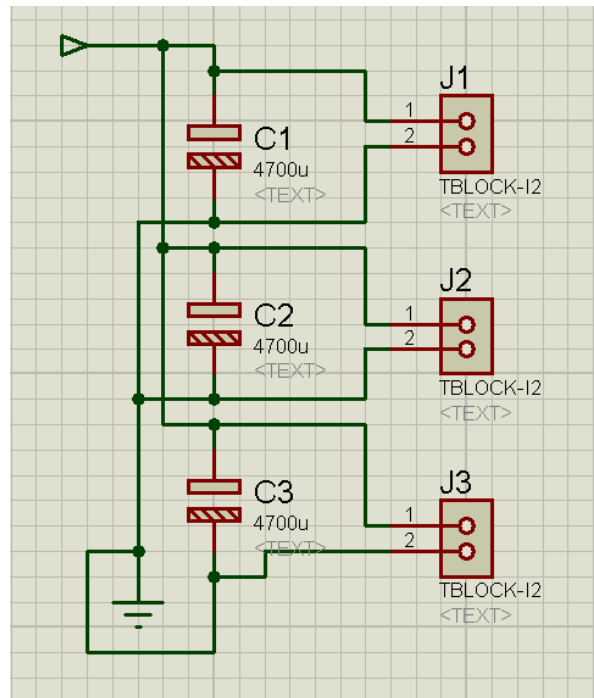 J1
1
2
C1
4700u
<TEXT>
TBLOCK-I2
<TEXT>
J2
1
2
C2
4700u
<TEXT>
TBLOCK-I2
<TEXT>
J3
1
2
C3
4700u
<TEXT>
TBLOCK-I2
<TEXT>